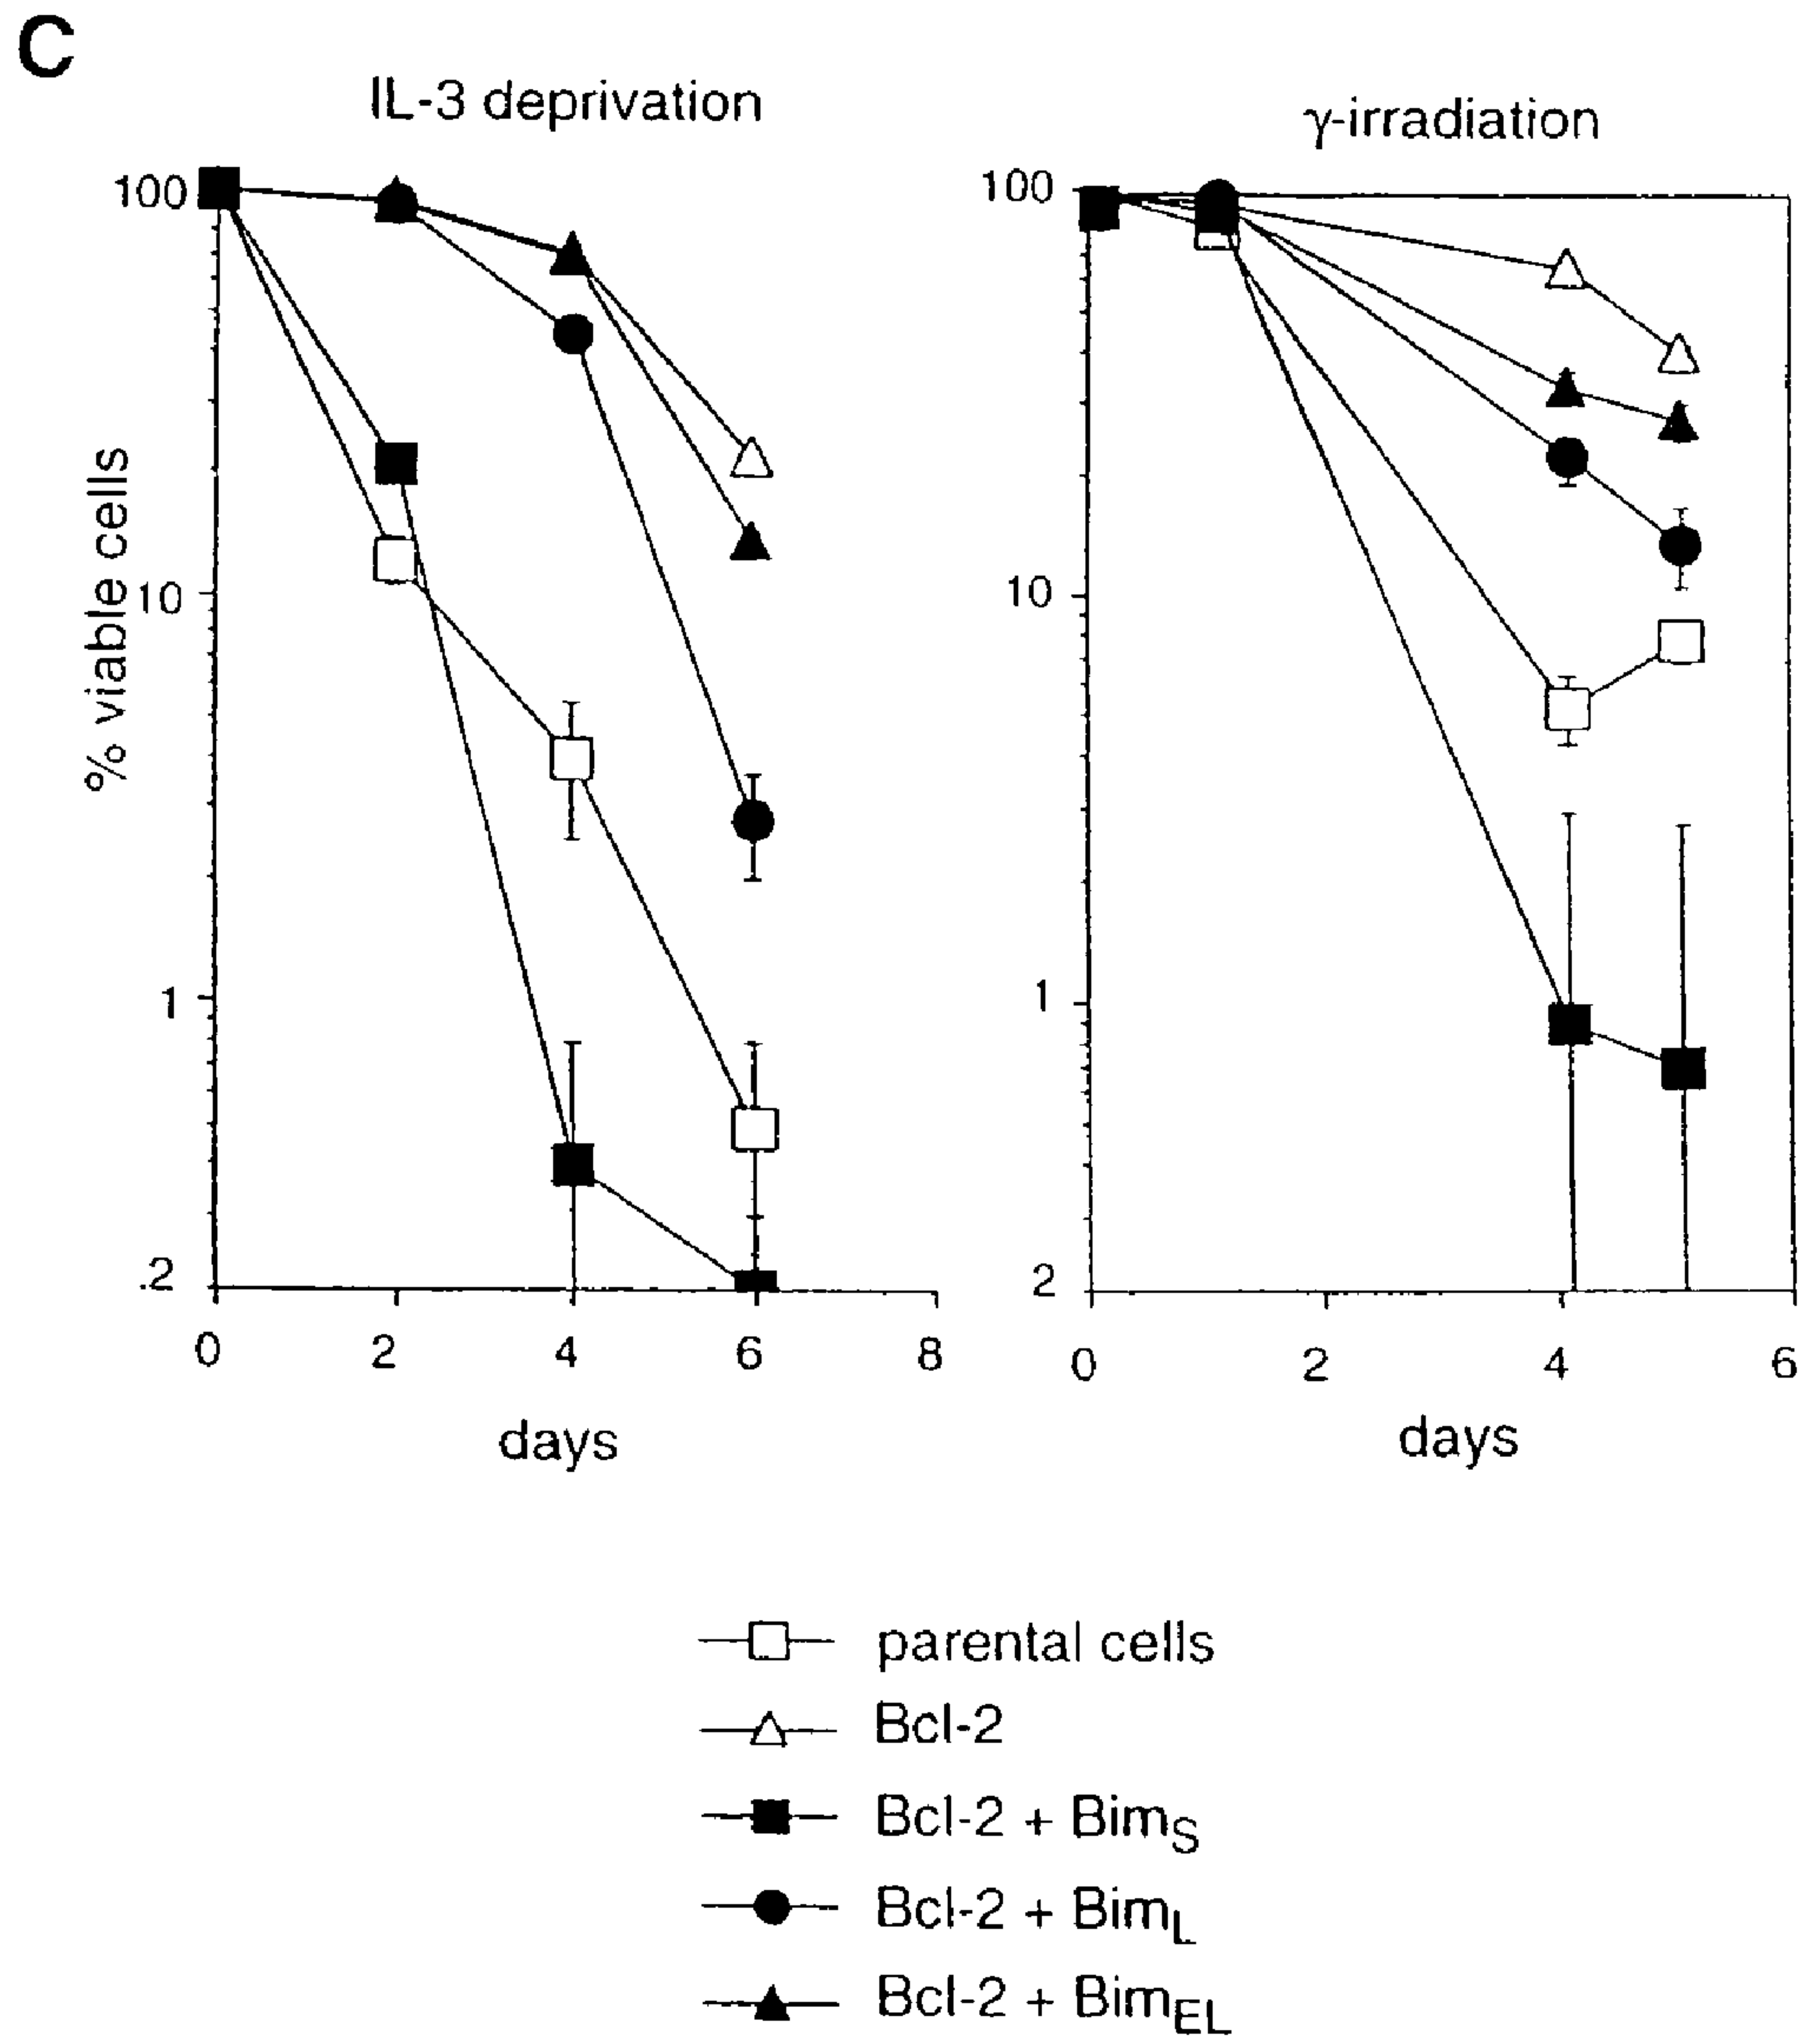 C
IL-3 deprivation
γ-irradiation
% viable cells
100
10
1
.2
0 2 4 6 8
days
100
10
1
2
0 2 4 6
days
parental cells
Bcl-2
Bcl-2 + BimS
Bcl-2 + BimL
Bcl-2 + BimEL